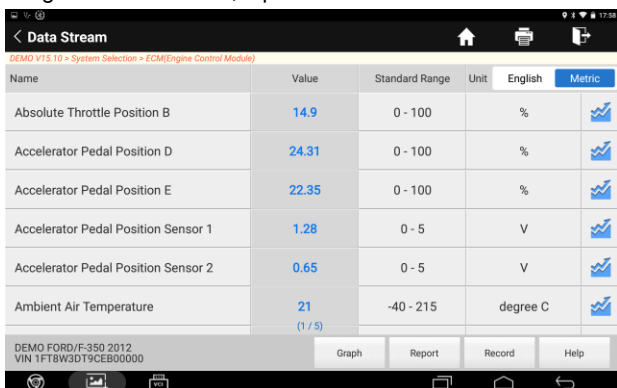 17:58
< Data Stream
DEMO V15.10 > System Selection > ECM(Engine Control Module)
Name Value Standard Range Unit English Metric
Absolute Throttle Position B 14.9 0 - 100 %
Accelerator Pedal Position D 24.31 0 - 100 %
Accelerator Pedal Position E 22.35 0 - 100 %
Accelerator Pedal Position Sensor 1 1.28 0 - 5 V
Accelerator Pedal Position Sensor 2 0.65 0 - 5 V
Ambient Air Temperature 21 -40 - 215 degree C
(1 / 5)
DEMO FORD/F-350 2012
VIN 1FT8W3DT9CEB00000
Graph Report Record Help
VCI